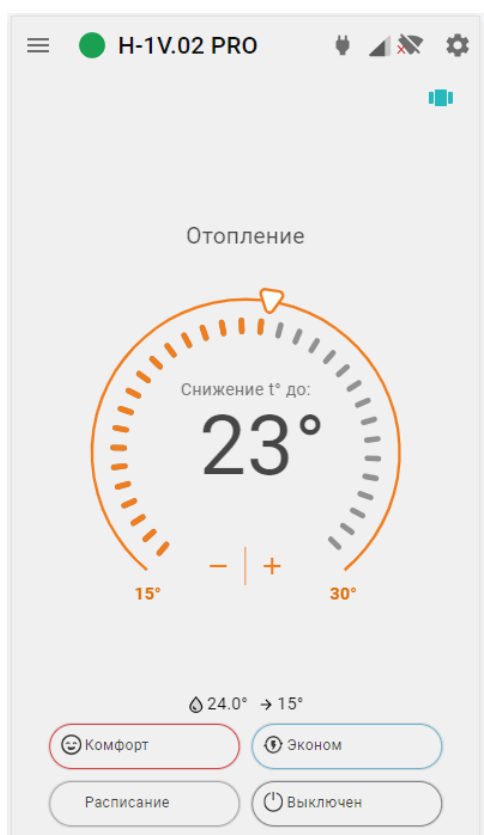 H-1V.02 PRO
Отопление
Снижение t° до:
23°
− +
15° 30°
24.0° → 15°
Комфорт Эконом
Расписание Выключен